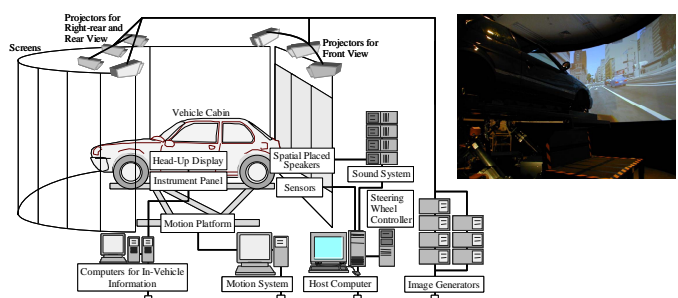 Projectors for
Right-rear and
Rear View
Screens
Projectors for
Front View
Vehicle Cabin
Head-Up Display
Instrument Panel
Spatial Placed
Speakers
Sound System
Sensors
Steering
Wheel
Controller
Motion Platform
Computers for In-Vehicle
Information
Motion System
Host Computer
Image Generators